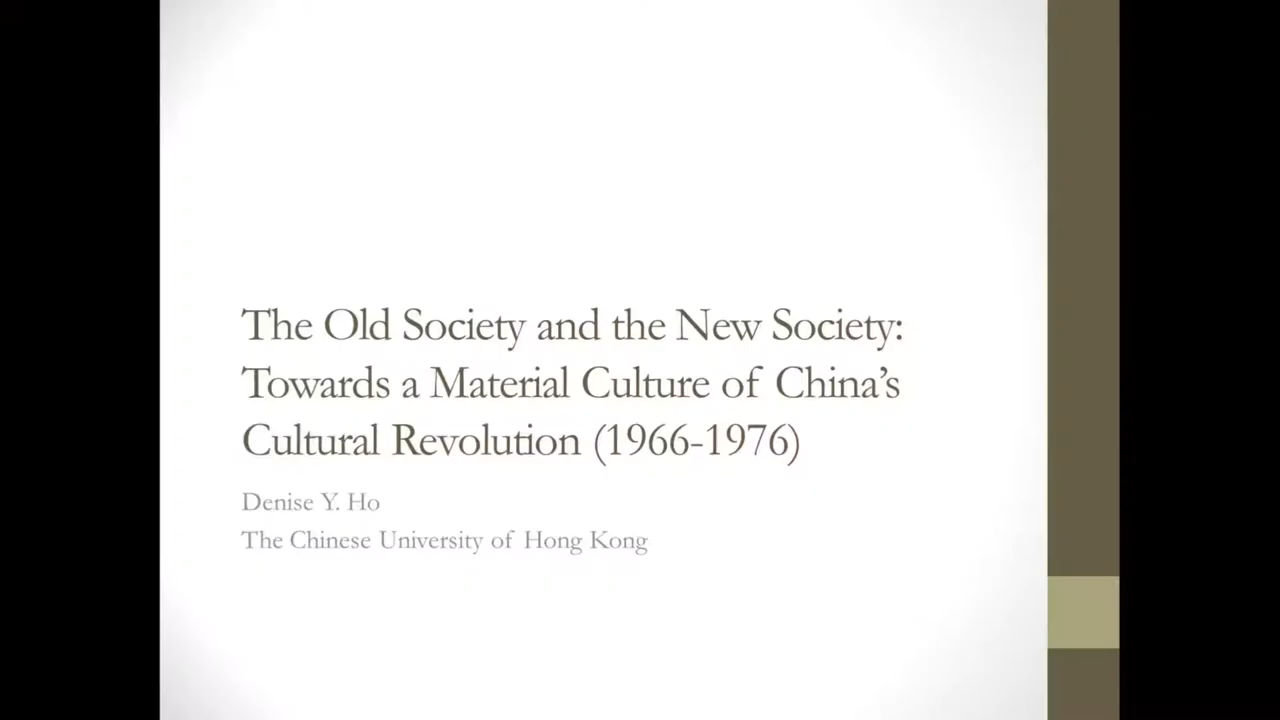 The Old Society and the New Society:
Towards a Material Culture of China’s
Cultural Revolution (1966-1976)
Denise Y. Ho
The Chinese University of Hong Kong